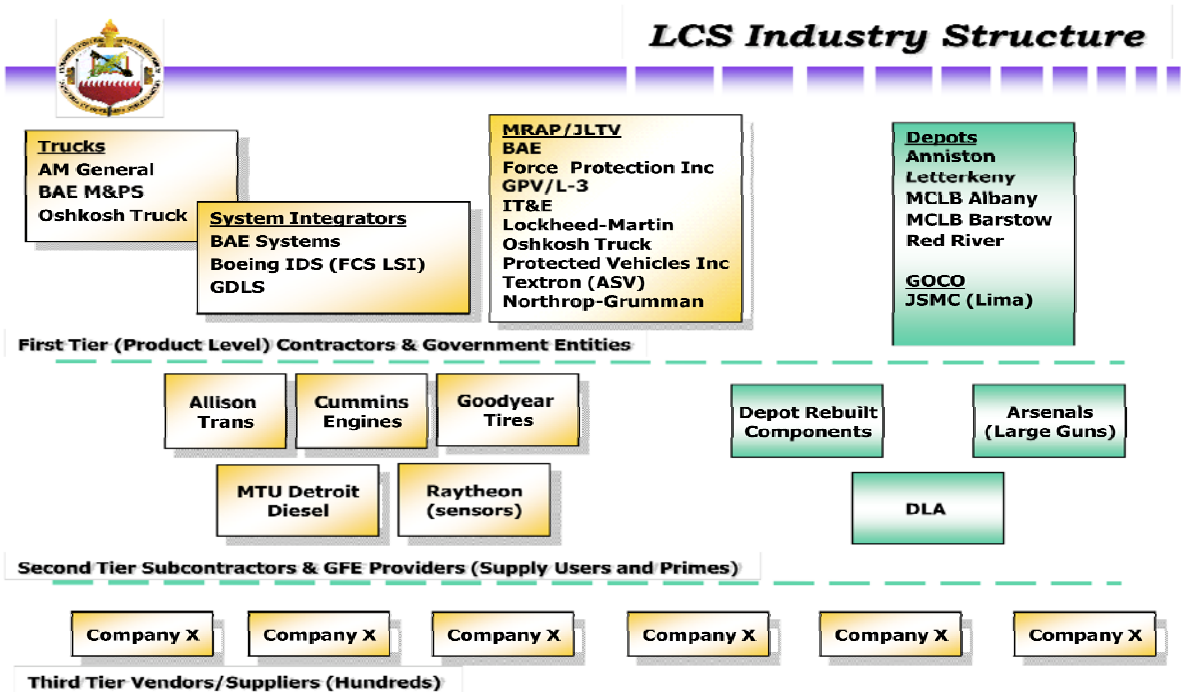 LCS Industry Structure
Trucks
AM General
BAE M&PS
Oshkosh Truck
System Integrators
BAE Systems
Boeing IDS (FCS LSI)
GDLS
MRAP/JLTV
BAE
Force Protection Inc
GPV/L-3
IT&E
Lockheed-Martin
Oshkosh Truck
Protected Vehicles Inc
Textron (ASV)
Northrop-Grumman
Depots
Anniston
Letterkeny
MCLB Albany
MCLB Barstow
Red River
GOCO
JSMC (Lima)
First Tier (Product Level) Contractors & Government Entities
Allison
Trans
Cummins
Engines
Goodyear
Tires
Depot Rebuilt
Components
Arsenals
(Large Guns)
MTU Detroit
Diesel
Raytheon
(sensors)
DLA
Second Tier Subcontractors & GFE Providers (Supply Users and Primes)
Company X
Company X
Company X
Company X
Company X
Company X
Third Tier Vendors/Suppliers (Hundreds)